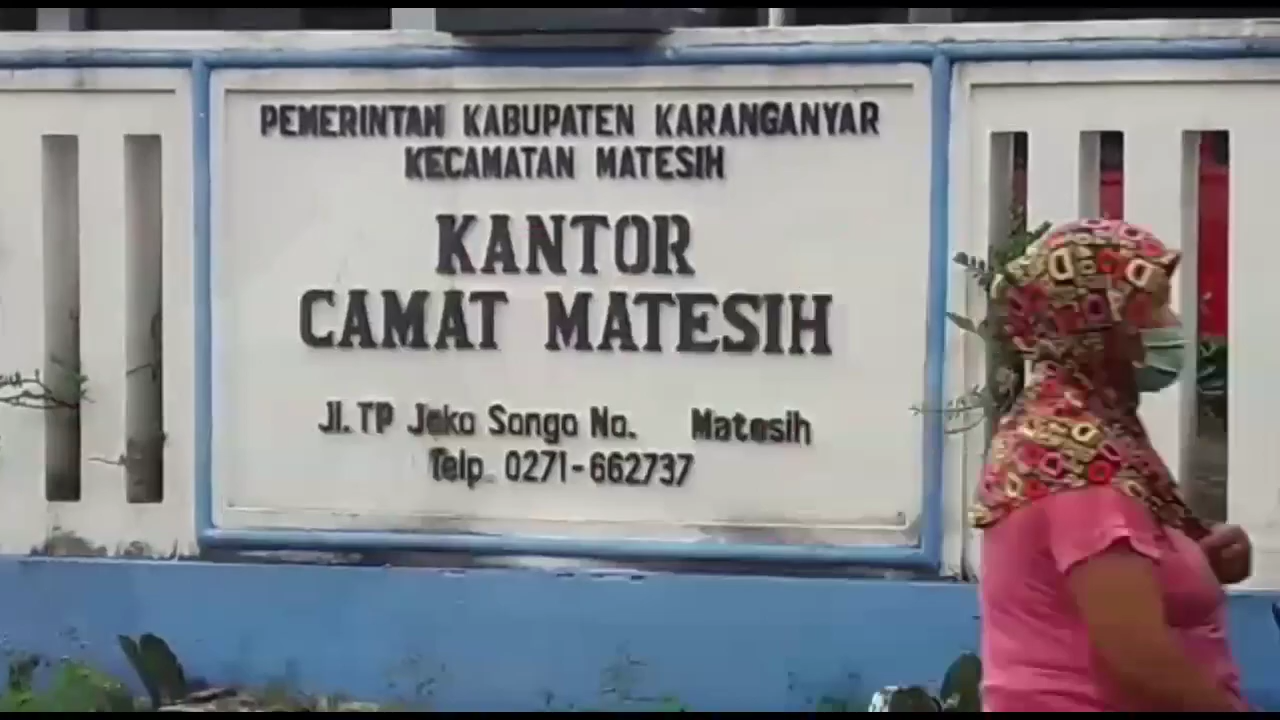 PEMERINTAH KABUPATEN KARANGANYAR
KECAMATAN MATESIH
KANTOR
CAMAT MATESIH
Jl. TP Joko Songo No. Matesih
Telp. 0271-662737